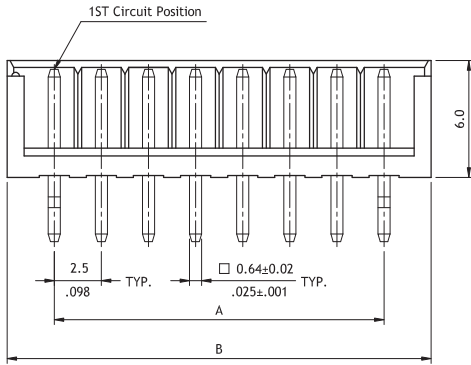 1ST Circuit Position
6.0
2.5
.098
TYP.
□ 0.64±0.02
.025±.001
TYP.
A
B